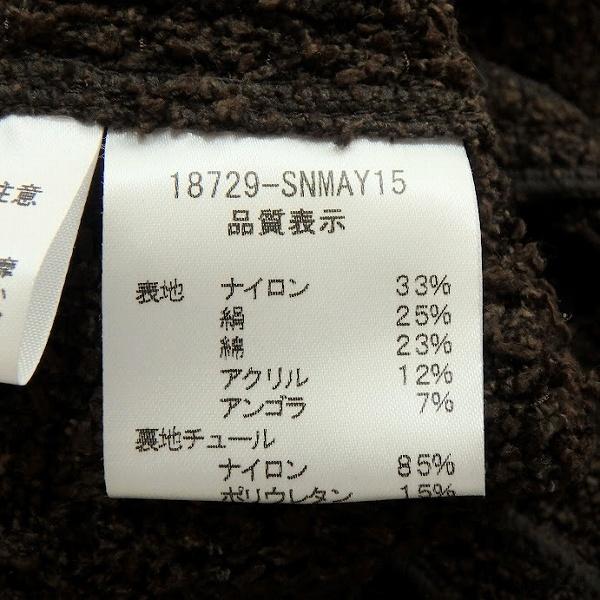 18729-SNMAY15
品質表示
表地 ナイロン 33%
絹 25%
綿 23%
アクリル 12%
アンゴラ 7%
裏地チュール
ナイロン 85%
ポリウレタン 15%
注意